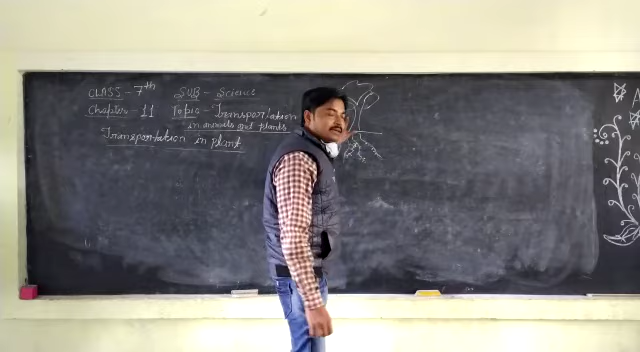 CLASS - 7th SUB - Science
Chapter - 11 Topic - Transportation
in animals and plants
Transportation in plant